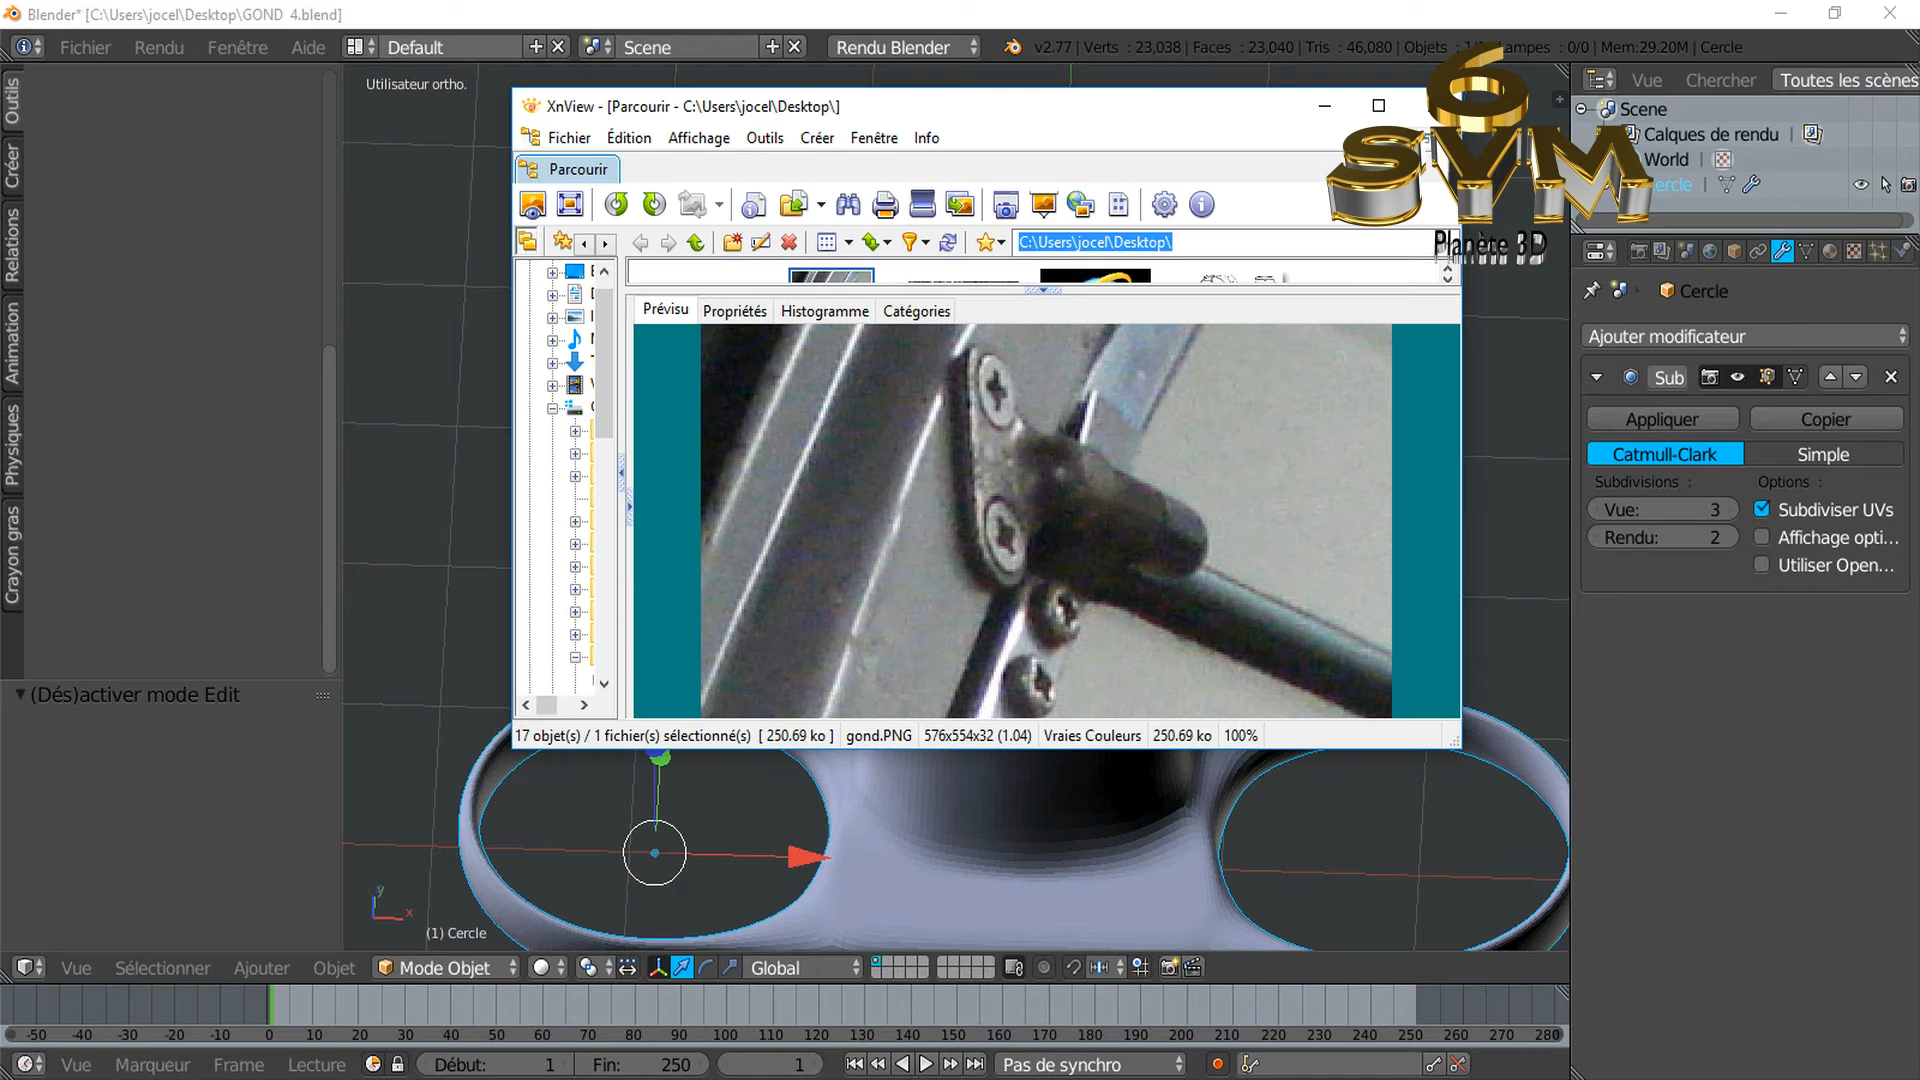 Blender* [C:\Users\jocel\Desktop\GOND 4.blend]
Fichier Rendu Fenêtre Aide Default Scene Rendu Blender v2.77 | Verts : 23,038 | Faces : 23,040 | Tris : 46,080 | Objets : Lampes : 0/0 | Mem:29.20M | Cercle
Utilisateur ortho.
Vue Chercher Toutes les scènes
Scene
Calques de rendu
World
Cercle
6
SYM
Planète 3D
Outils
Créer
Relations
Animation
Physiques
Crayon gras
XnView - [Parcourir - C:\Users\jocel\Desktop\]
Fichier Édition Affichage Outils Créer Fenêtre Info
Parcourir
C:\Users\jocel\Desktop\
Prévisu Propriétés Histogramme Catégories
17 objet(s) / 1 fichier(s) sélectionné(s) [ 250.69 ko ] gond.PNG 576x554x32 (1.04) Vraies Couleurs 250.69 ko 100%
Cercle
Ajouter modificateur
Sub
Appliquer Copier
Catmull-Clark Simple
Subdivisions : Options :
Vue: 3 Subdiviser UVs
Rendu: 2 Affichage opti...
Utiliser Open...
(Dés)activer mode Edit
y
x
(1) Cercle
Vue Sélectionner Ajouter Objet Mode Objet Global
-50 -40 -30 -20 -10 0 10 20 30 40 50 60 70 80 90 100 110 120 130 140 150 160 170 180 190 200 210 220 230 240 250 260 270 280
Vue Marqueur Frame Lecture Début: 1 Fin: 250 1 Pas de synchro